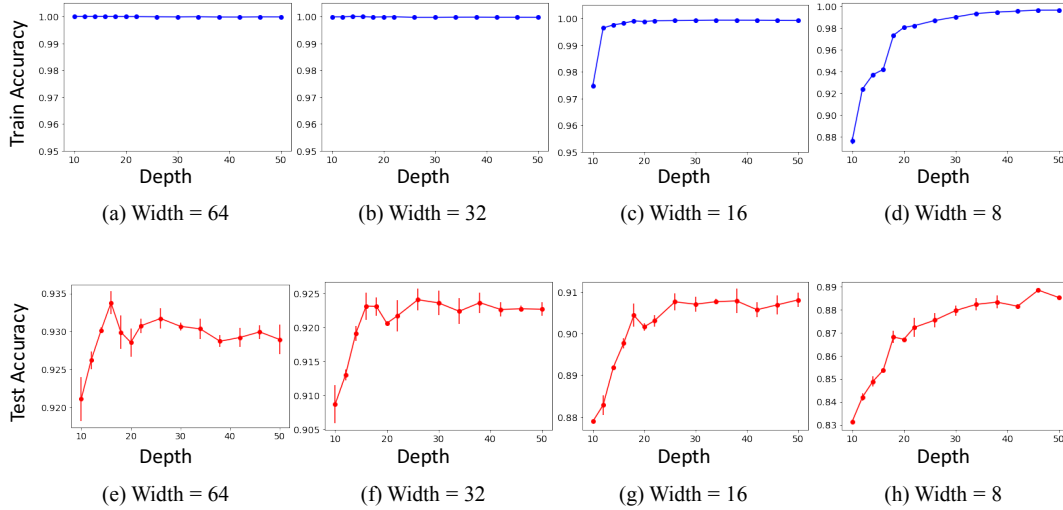 Train Accuracy
1.00
0.99
0.98
0.97
0.96
0.95
10 20 30 40 50
Depth
(a) Width = 64
1.00
0.99
0.98
0.97
0.96
0.95
10 20 30 40 50
Depth
(b) Width = 32
1.00
0.99
0.98
0.97
0.96
0.95
10 20 30 40 50
Depth
(c) Width = 16
1.00
0.98
0.96
0.94
0.92
0.90
0.88
10 20 30 40 50
Depth
(d) Width = 8
Test Accuracy
0.935
0.930
0.925
0.920
10 20 30 40 50
Depth
(e) Width = 64
0.925
0.920
0.915
0.910
0.905
10 20 30 40 50
Depth
(f) Width = 32
0.91
0.90
0.89
0.88
10 20 30 40 50
Depth
(g) Width = 16
0.89
0.88
0.87
0.86
0.85
0.84
0.83
10 20 30 40 50
Depth
(h) Width = 8